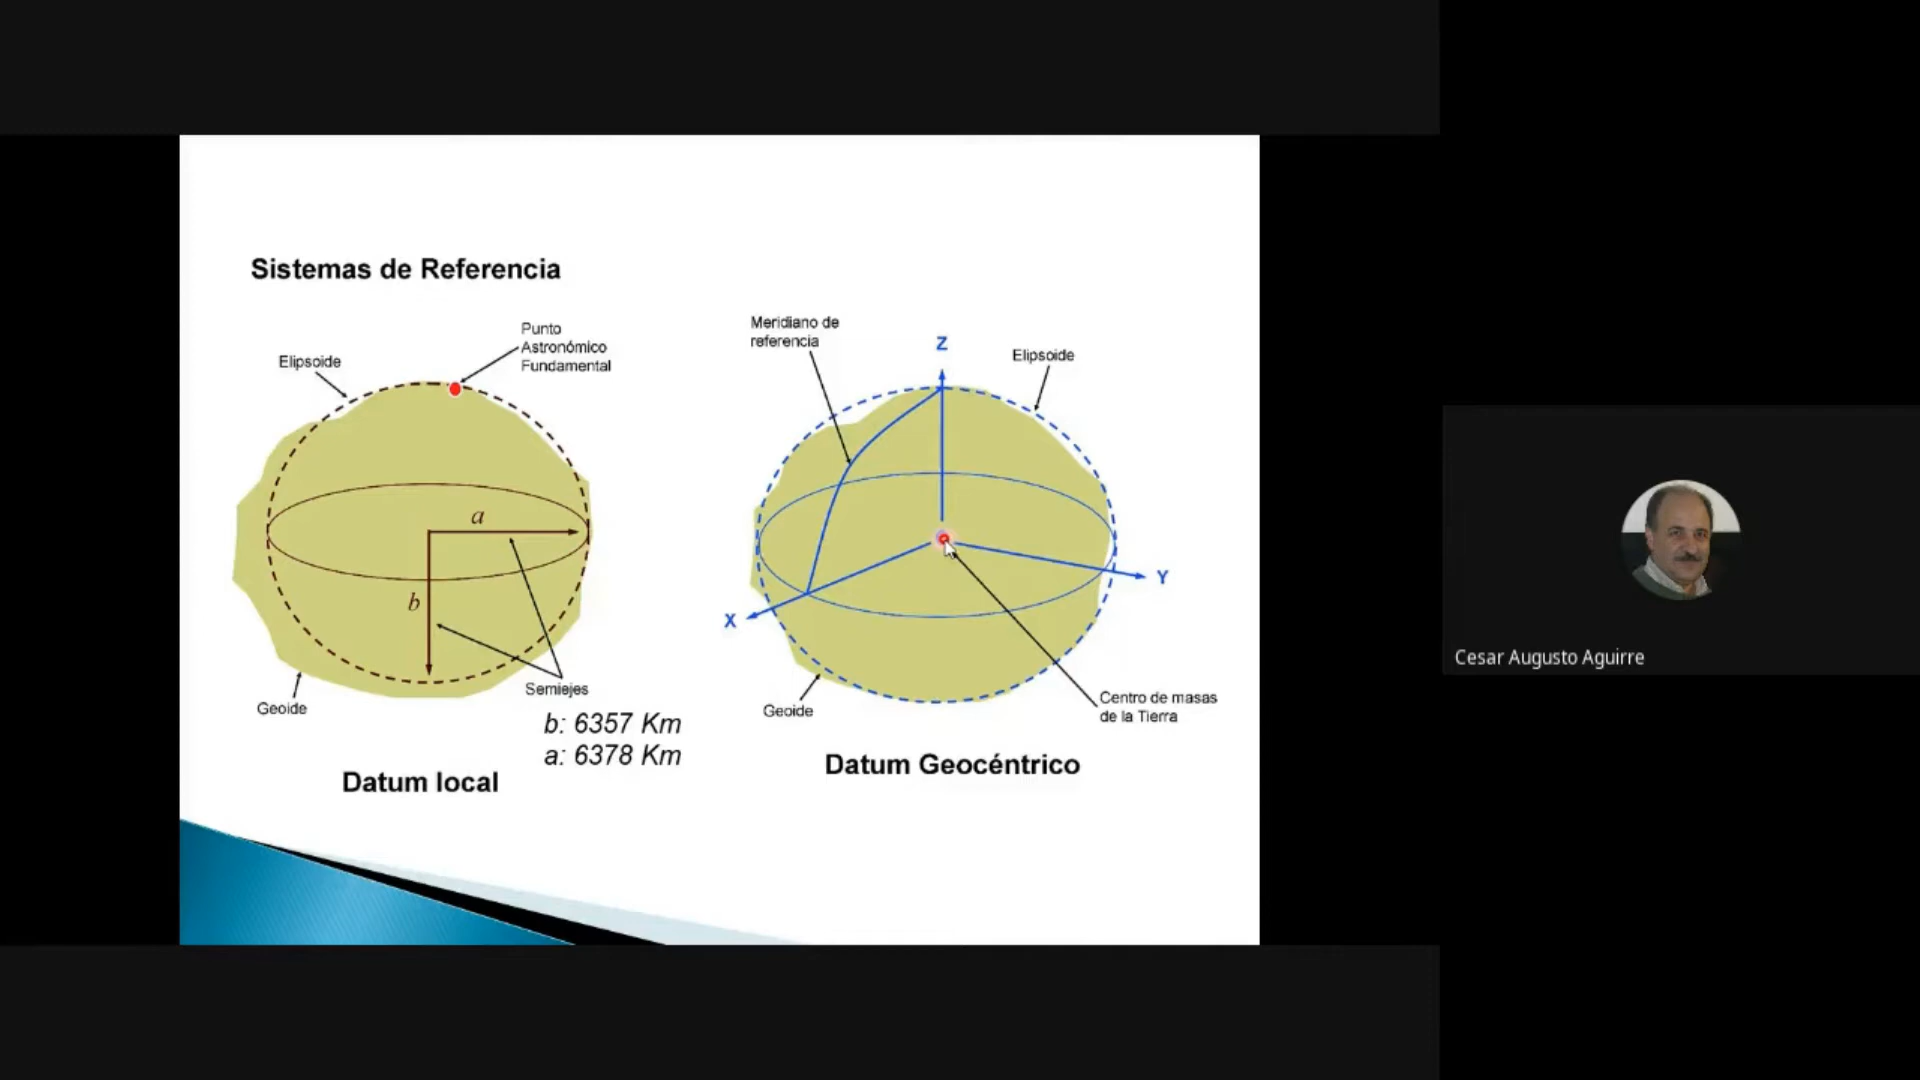 Sistemas de Referencia
Punto
Astronómico
Fundamental
Elipsoide
a
b
Semiejes
Geoide
b: 6357 Km
a: 6378 Km
Datum local
Meridiano de
referencia
Z
Elipsoide
Y
X
Centro de masas
de la Tierra
Geoide
Datum Geocéntrico
Cesar Augusto Aguirre